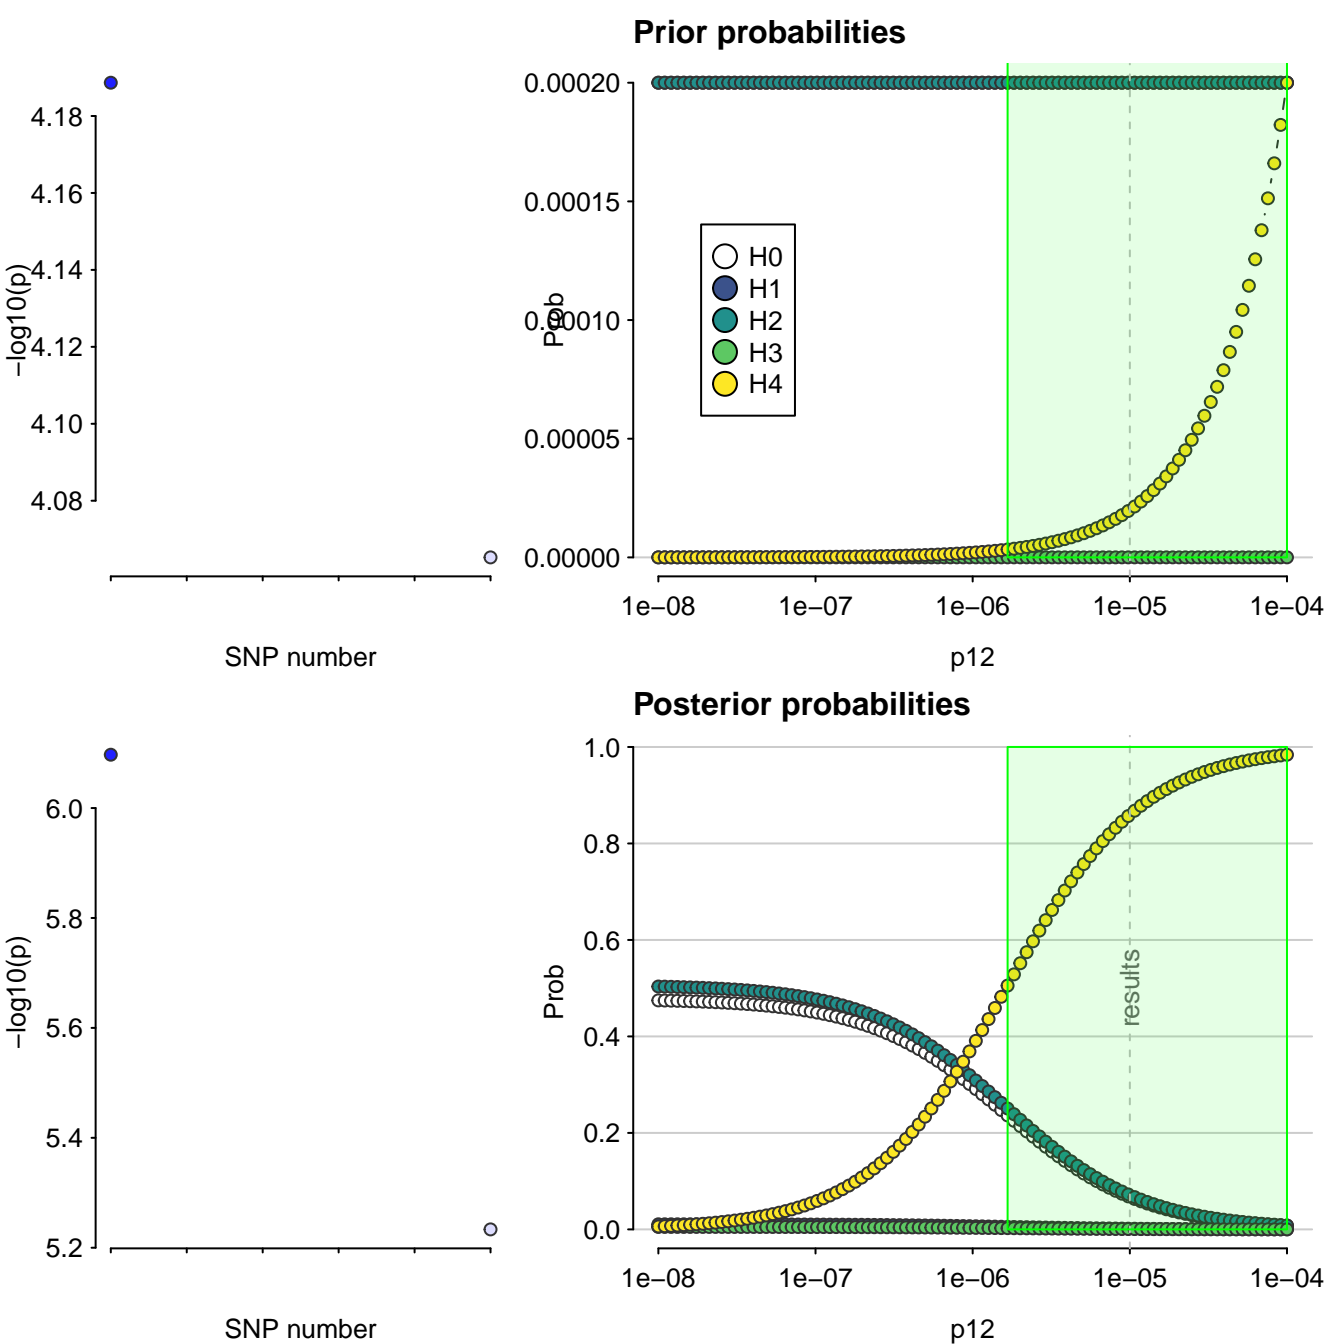 Prior probabilities
4.18
4.16
4.14
4.12
4.10
4.08
−log10(p)
SNP number
0.00020
0.00015
0.00010
0.00005
0.00000
Prob
H0
H1
H2
H3
H4
1e−08
1e−07
1e−06
1e−05
1e−04
p12
Posterior probabilities
6.0
5.8
5.6
5.4
5.2
−log10(p)
SNP number
1.0
0.8
0.6
0.4
0.2
0.0
Prob
results
1e−08
1e−07
1e−06
1e−05
1e−04
p12